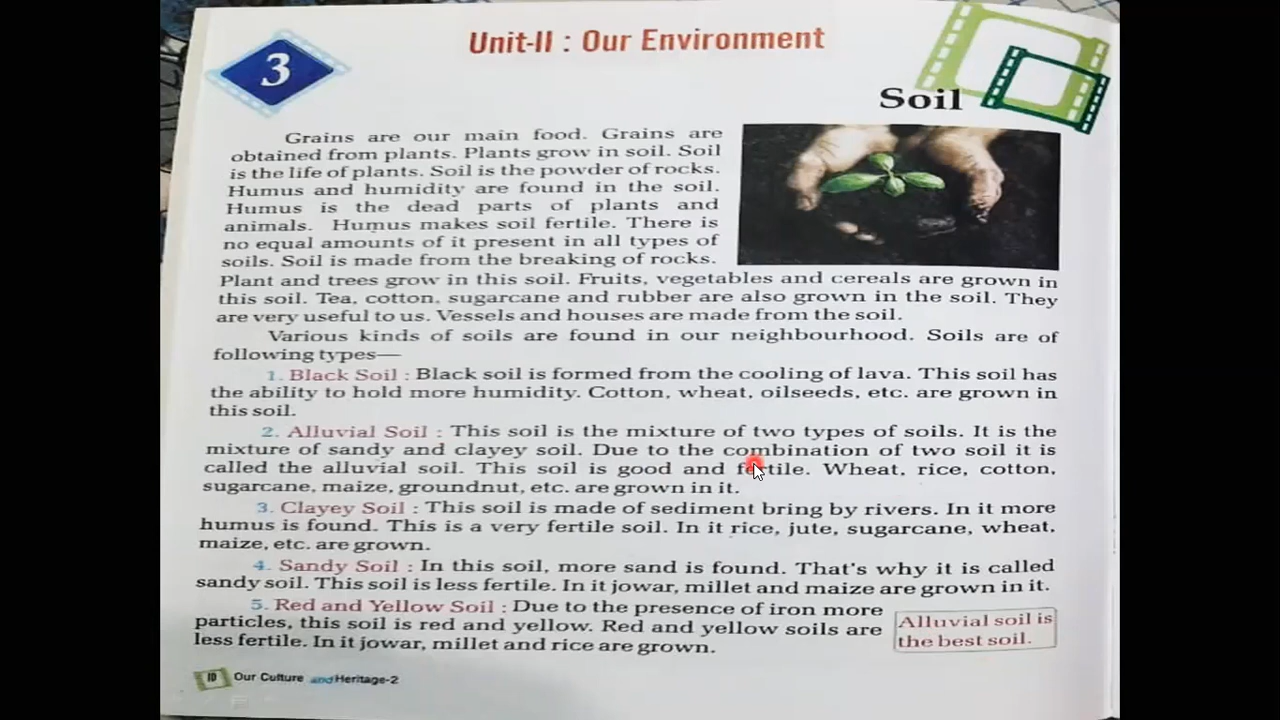 3
Unit-II : Our Environment
Soil
Grains are our main food. Grains are
obtained from plants. Plants grow in soil. Soil
is the life of plants. Soil is the powder of rocks.
Humus and humidity are found in the soil.
Humus is the dead parts of plants and
animals. Humus makes soil fertile. There is
no equal amounts of it present in all types of
soils. Soil is made from the breaking of rocks.
Plant and trees grow in this soil. Fruits, vegetables and cereals are grown in
this soil. Tea, cotton, sugarcane and rubber are also grown in the soil. They
are very useful to us. Vessels and houses are made from the soil.
Various kinds of soils are found in our neighbourhood. Soils are of
following types—
1. Black Soil : Black soil is formed from the cooling of lava. This soil has
the ability to hold more humidity. Cotton, wheat, oilseeds, etc. are grown in
this soil.
2. Alluvial Soil : This soil is the mixture of two types of soils. It is the
mixture of sandy and clayey soil. Due to the combination of two soil it is
called the alluvial soil. This soil is good and fertile. Wheat, rice, cotton,
sugarcane, maize, groundnut, etc. are grown in it.
3. Clayey Soil : This soil is made of sediment bring by rivers. In it more
humus is found. This is a very fertile soil. In it rice, jute, sugarcane, wheat,
maize, etc. are grown.
4. Sandy Soil : In this soil, more sand is found. That's why it is called
sandy soil. This soil is less fertile. In it jowar, millet and maize are grown in it.
5. Red and Yellow Soil : Due to the presence of iron more
particles, this soil is red and yellow. Red and yellow soils are
less fertile. In it jowar, millet and rice are grown.
Alluvial soil is
the best soil.
10 Our Culture and Heritage-2